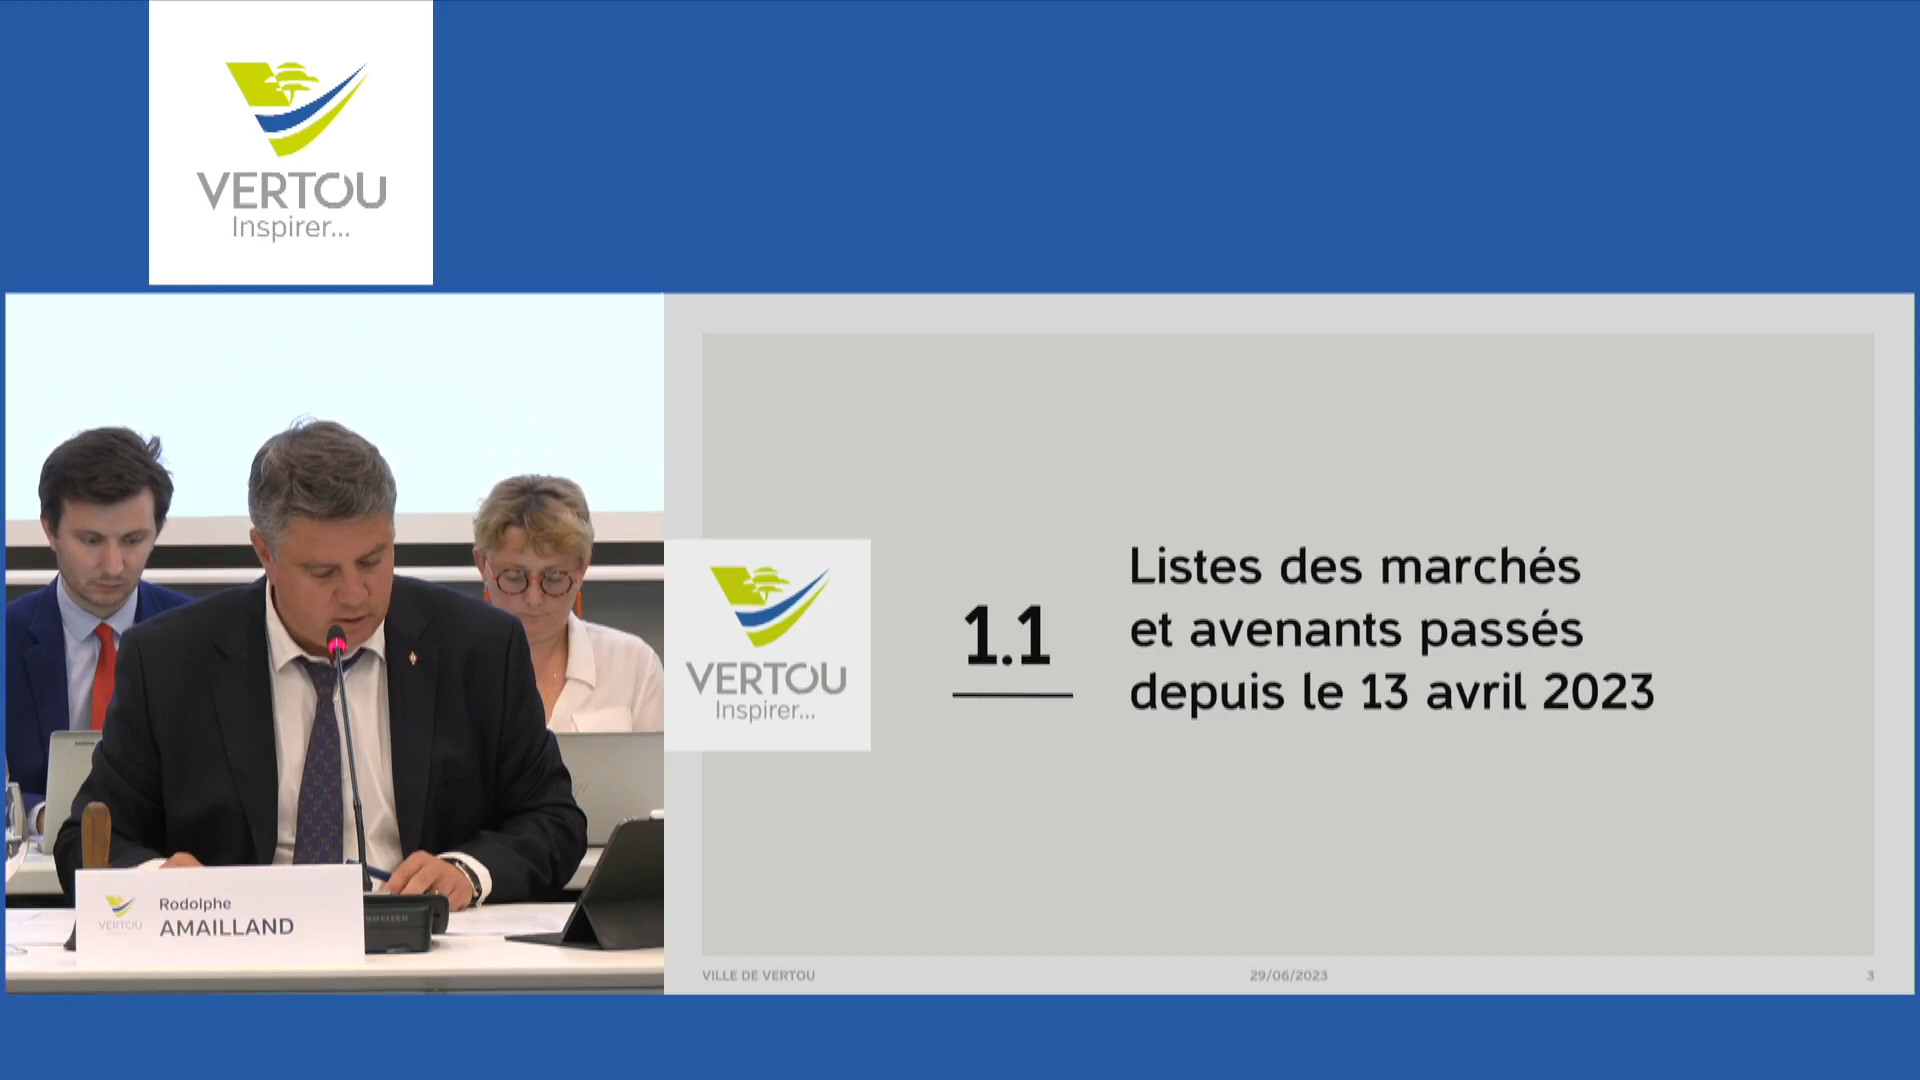 VERTOU
Inspirer...
Listes des marchés
1.1
et avenants passés
depuis le 13 avril 2023
VERTOU
Inspirer...
VERTOU
Rodolphe
AMAILLAND
VILLE DE VERTOU
29/06/2023
3